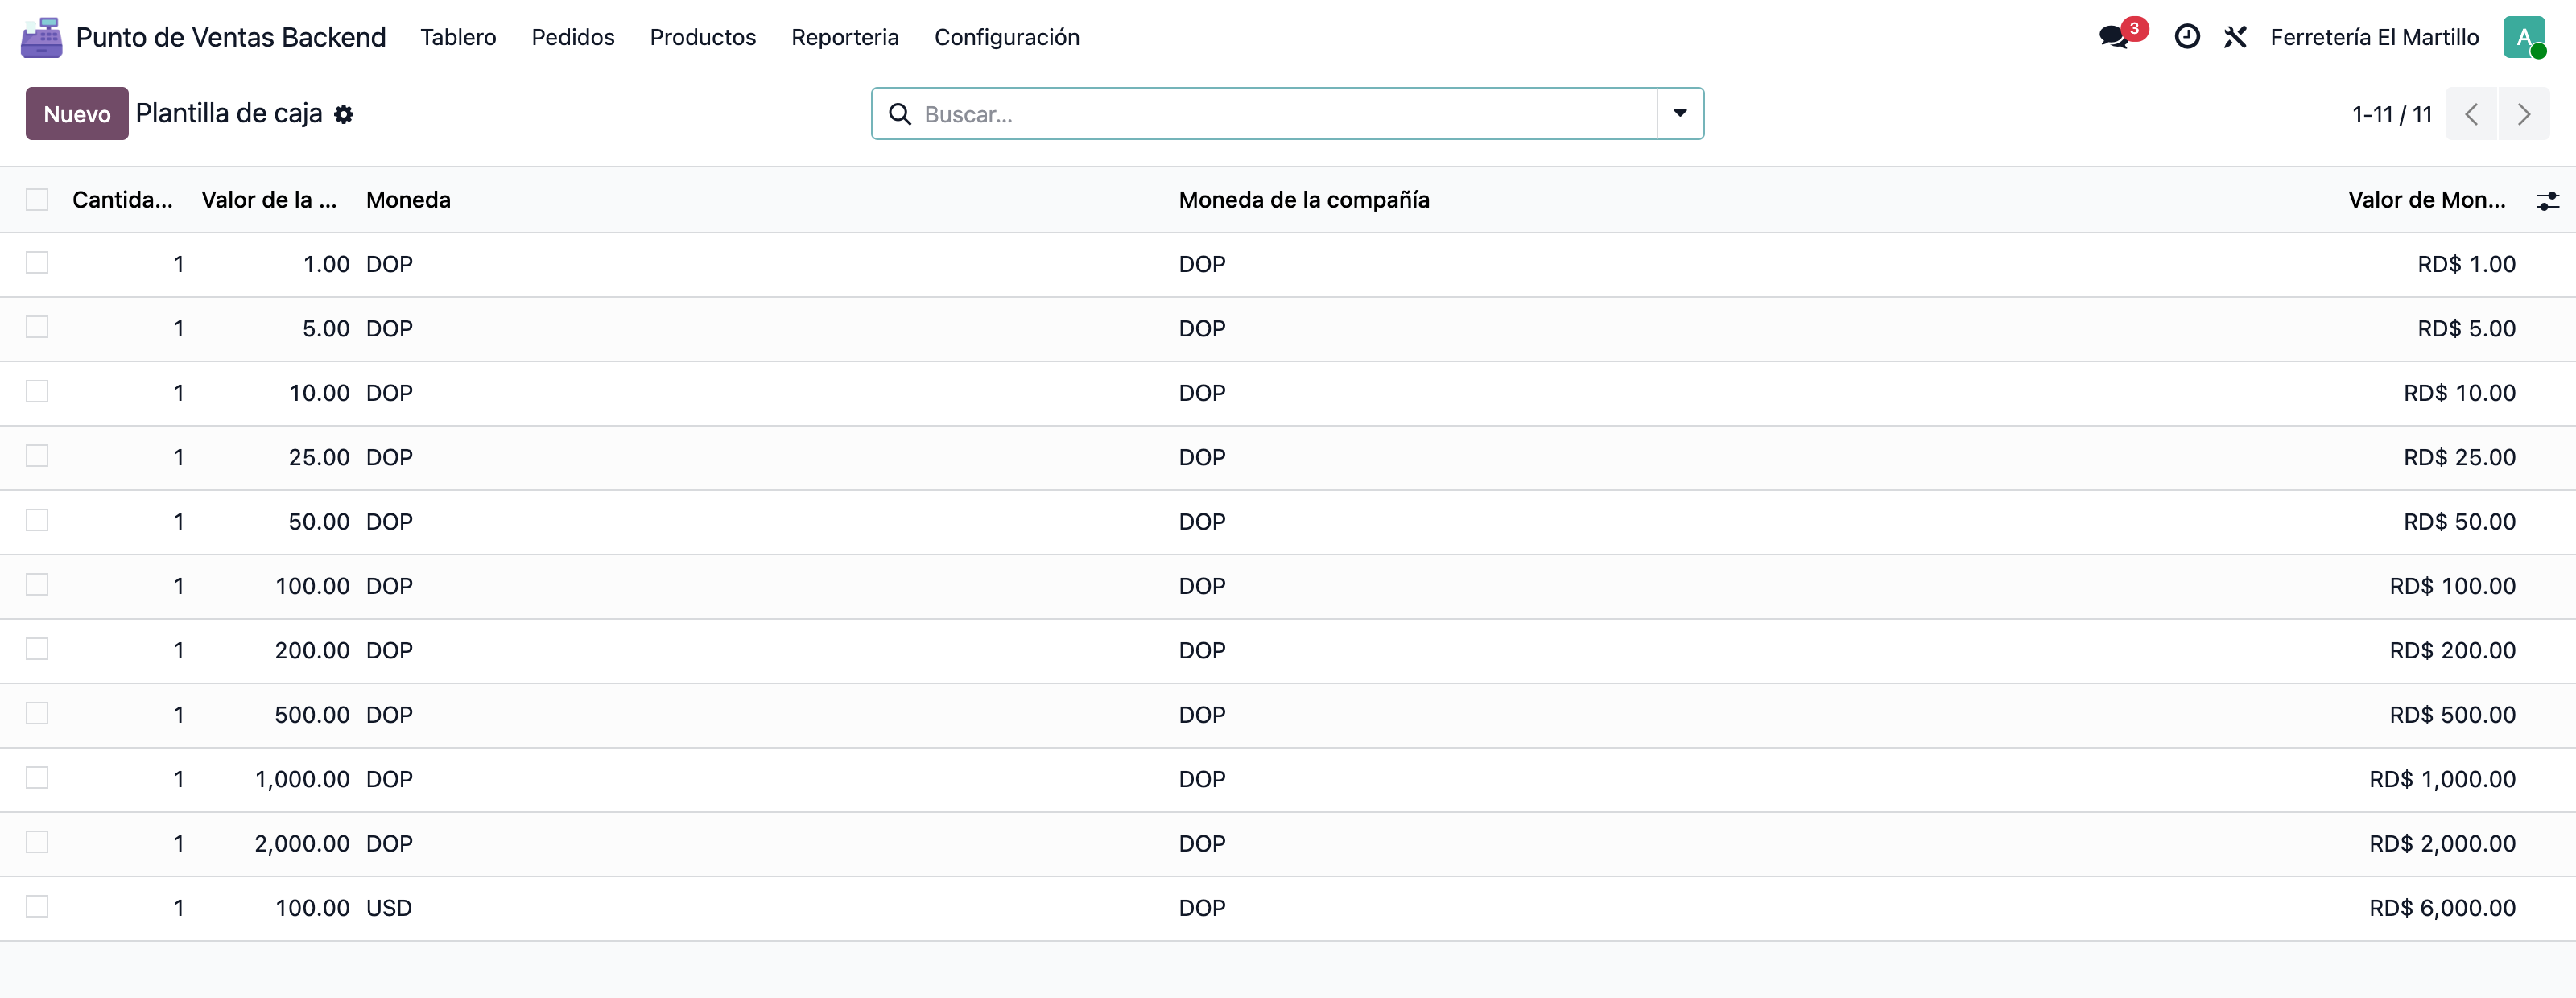 Punto de Ventas Backend Tablero Pedidos Productos Reporteria Configuración 3 Ferretería El Martillo A
Nuevo Plantilla de caja Buscar... 1-11 / 11
Cantida... Valor de la ... Moneda Moneda de la compañía Valor de Mon...
1 1.00 DOP DOP RD$ 1.00
1 5.00 DOP DOP RD$ 5.00
1 10.00 DOP DOP RD$ 10.00
1 25.00 DOP DOP RD$ 25.00
1 50.00 DOP DOP RD$ 50.00
1 100.00 DOP DOP RD$ 100.00
1 200.00 DOP DOP RD$ 200.00
1 500.00 DOP DOP RD$ 500.00
1 1,000.00 DOP DOP RD$ 1,000.00
1 2,000.00 DOP DOP RD$ 2,000.00
1 100.00 USD DOP RD$ 6,000.00